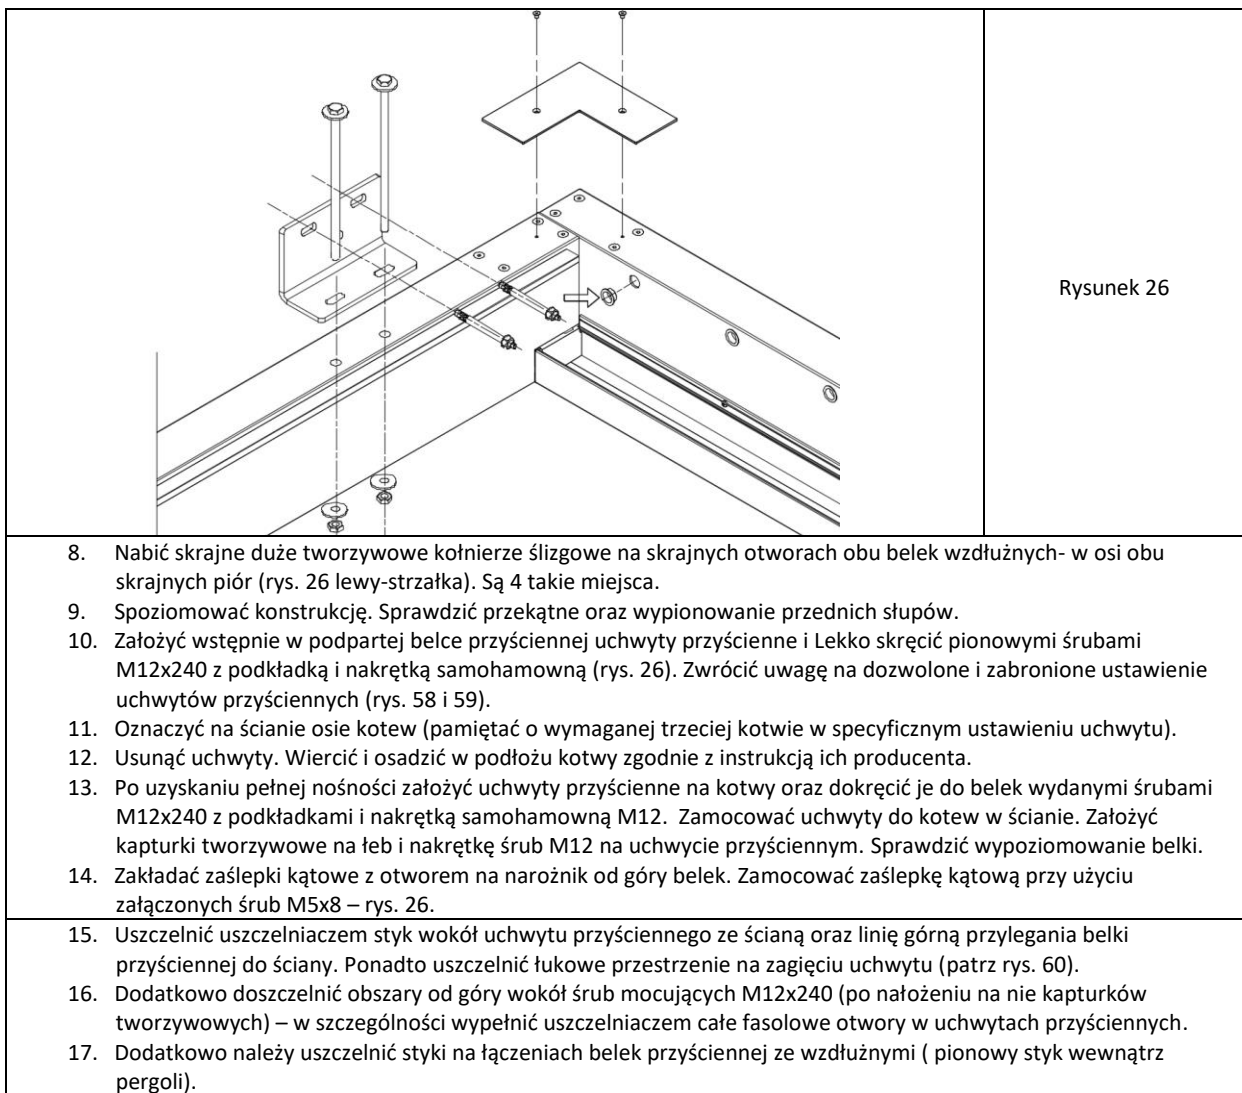 Rysunek 26
8. Nabić skrajne duże tworzywowe kołnierze ślizgowe na skrajnych otworach obu belek wzdłużnych- w osi obu
skrajnych piór (rys. 26 lewy-strzałka). Są 4 takie miejsca.
9. Spoziomować konstrukcję. Sprawdzić przekątne oraz wypionowanie przednich słupów.
10. Założyć wstępnie w podpartej belce przyściennej uchwyty przyścienne i Lekko skręcić pionowymi śrubami
M12x240 z podkładką i nakrętką samohamowną (rys. 26). Zwrócić uwagę na dozwolone i zabronione ustawienie
uchwytów przyściennych (rys. 58 i 59).
11. Oznaczyć na ścianie osie kotew (pamiętać o wymaganej trzeciej kotwie w specyficznym ustawieniu uchwytu).
12. Usunąć uchwyty. Wiercić i osadzić w podłożu kotwy zgodnie z instrukcją ich producenta.
13. Po uzyskaniu pełnej nośności założyć uchwyty przyścienne na kotwy oraz dokręcić je do belek wydanymi śrubami
M12x240 z podkładkami i nakrętką samohamowną M12. Zamocować uchwyty do kotew w ścianie. Założyć
kapturki tworzywowe na łeb i nakrętkę śrub M12 na uchwycie przyściennym. Sprawdzić wypoziomowanie belki.
14. Zakładać zaślepki kątowe z otworem na narożnik od góry belek. Zamocować zaślepkę kątową przy użyciu
załączonych śrub M5x8 – rys. 26.
15. Uszczelnić uszczelniaczem styk wokół uchwytu przyściennego ze ścianą oraz linię górną przylegania belki
przyściennej do ściany. Ponadto uszczelnić łukowe przestrzenie na zagięciu uchwytu (patrz rys. 60).
16. Dodatkowo doszczelnić obszary od góry wokół śrub mocujących M12x240 (po nałożeniu na nie kapturków
tworzywowych) – w szczególności wypełnić uszczelniaczem całe fasolowe otwory w uchwytach przyściennych.
17. Dodatkowo należy uszczelnić styki na łączeniach belek przyściennej ze wzdłużnymi ( pionowy styk wewnątrz
pergoli).